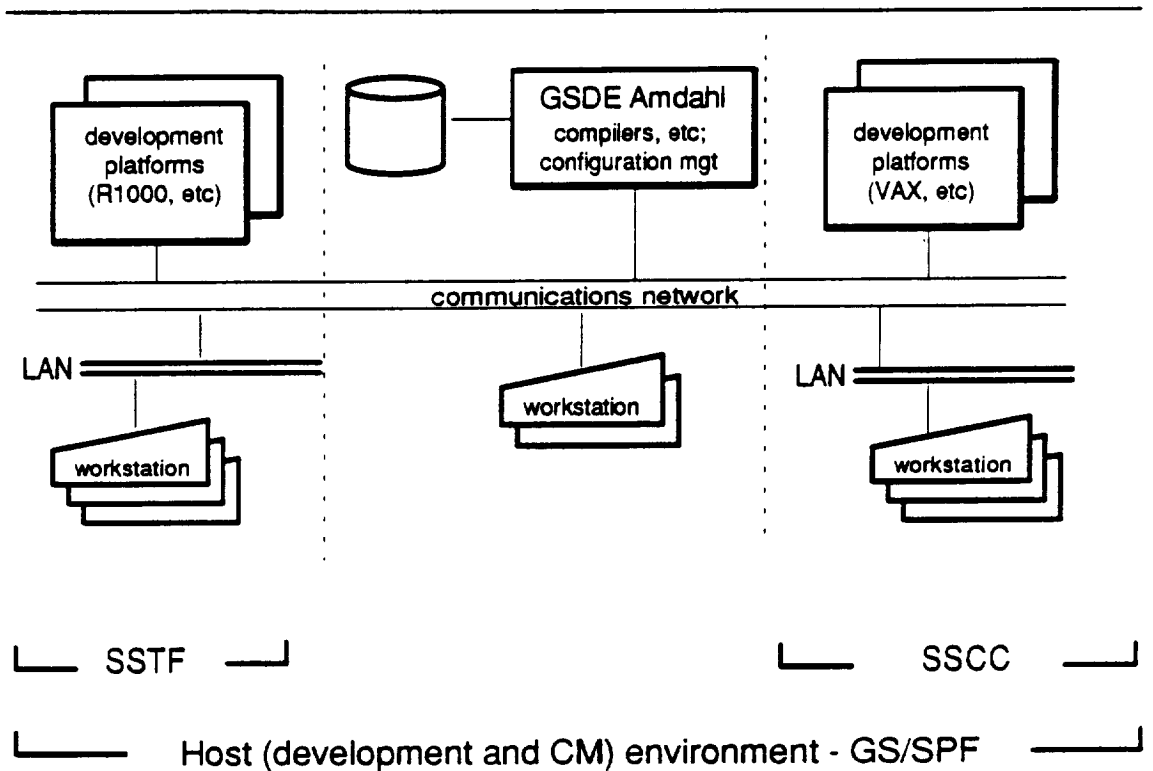 development
platforms
(R1000, etc)
GSDE Amdahl
compilers, etc;
configuration mgt
development
platforms
(VAX, etc)
communications network
LAN
workstation
workstation
LAN
workstation
SSTF
SSCC
Host (development and CM) environment - GS/SPF